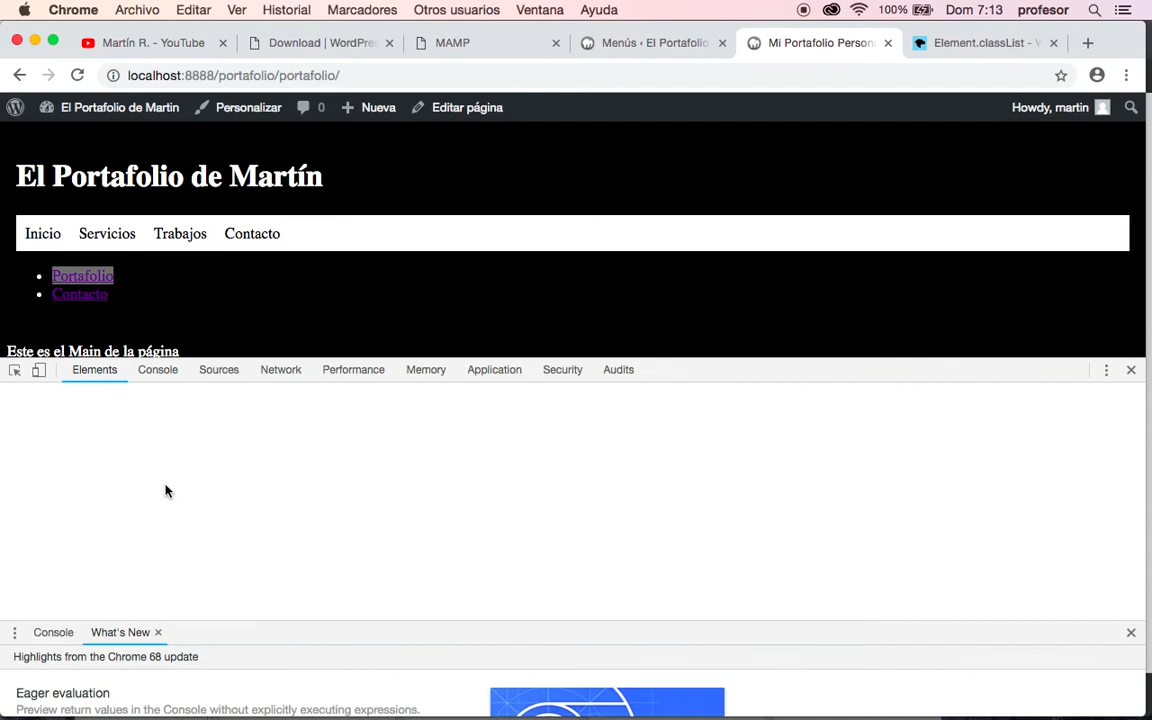 Chrome Archivo Editar Ver Historial Marcadores Otros usuarios Ventana Ayuda 100% Dom 7:13 profesor
Martín R. - YouTube Download | WordPre MAMP Menús ‹ El Portafolio Mi Portafolio Person Element.classList - W
localhost:8888/portafolio/portafolio/
El Portafolio de Martin Personalizar 0 Nueva Editar página Howdy, martin
El Portafolio de Martín
Inicio Servicios Trabajos Contacto
Portafolio
Contacto
Este es el Main de la página
Elements Console Sources Network Performance Memory Application Security Audits
Console What's New
Highlights from the Chrome 68 update
Eager evaluation
Preview return values in the Console without explicitly executing expressions.